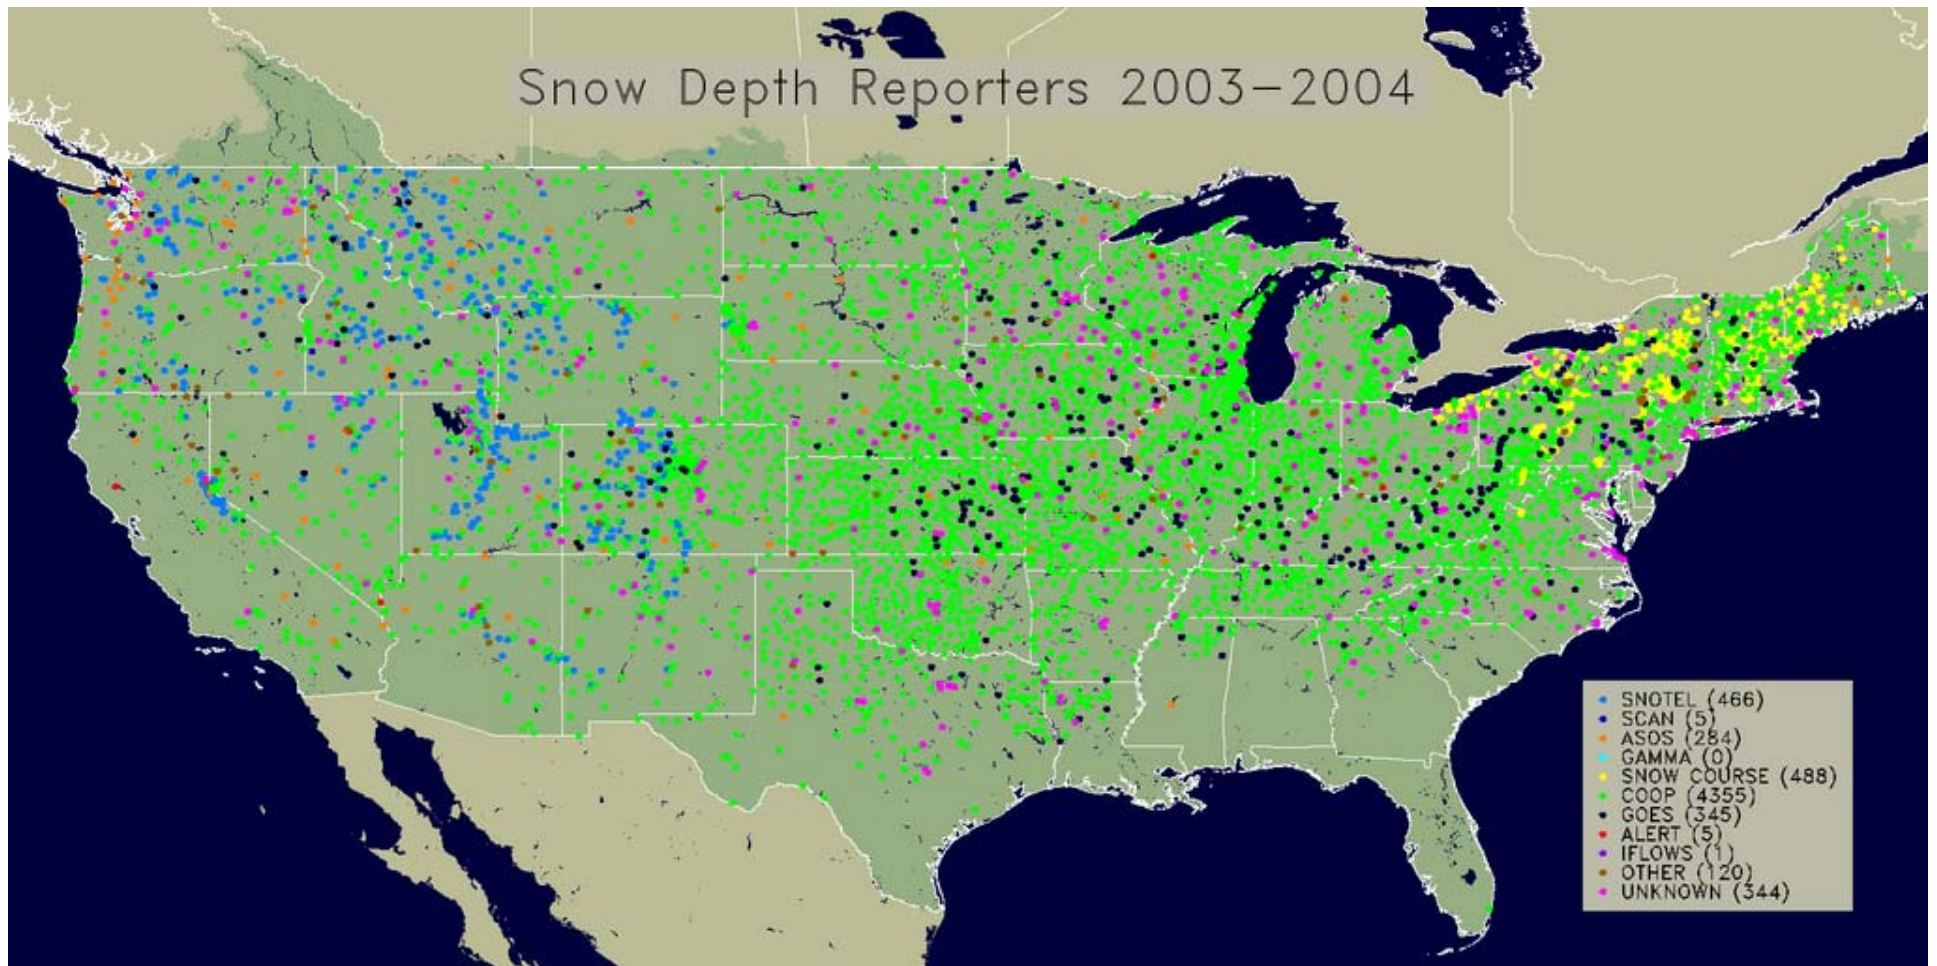 Snow Depth Reporters 2003-2004
SNOTEL (466)
SCAN (5)
ASOS (284)
GAMMA (0)
SNOW COURSE (488)
COOP (4355)
GOES (345)
ALERT (5)
IFLOWS (1)
OTHER (120)
UNKNOWN (344)